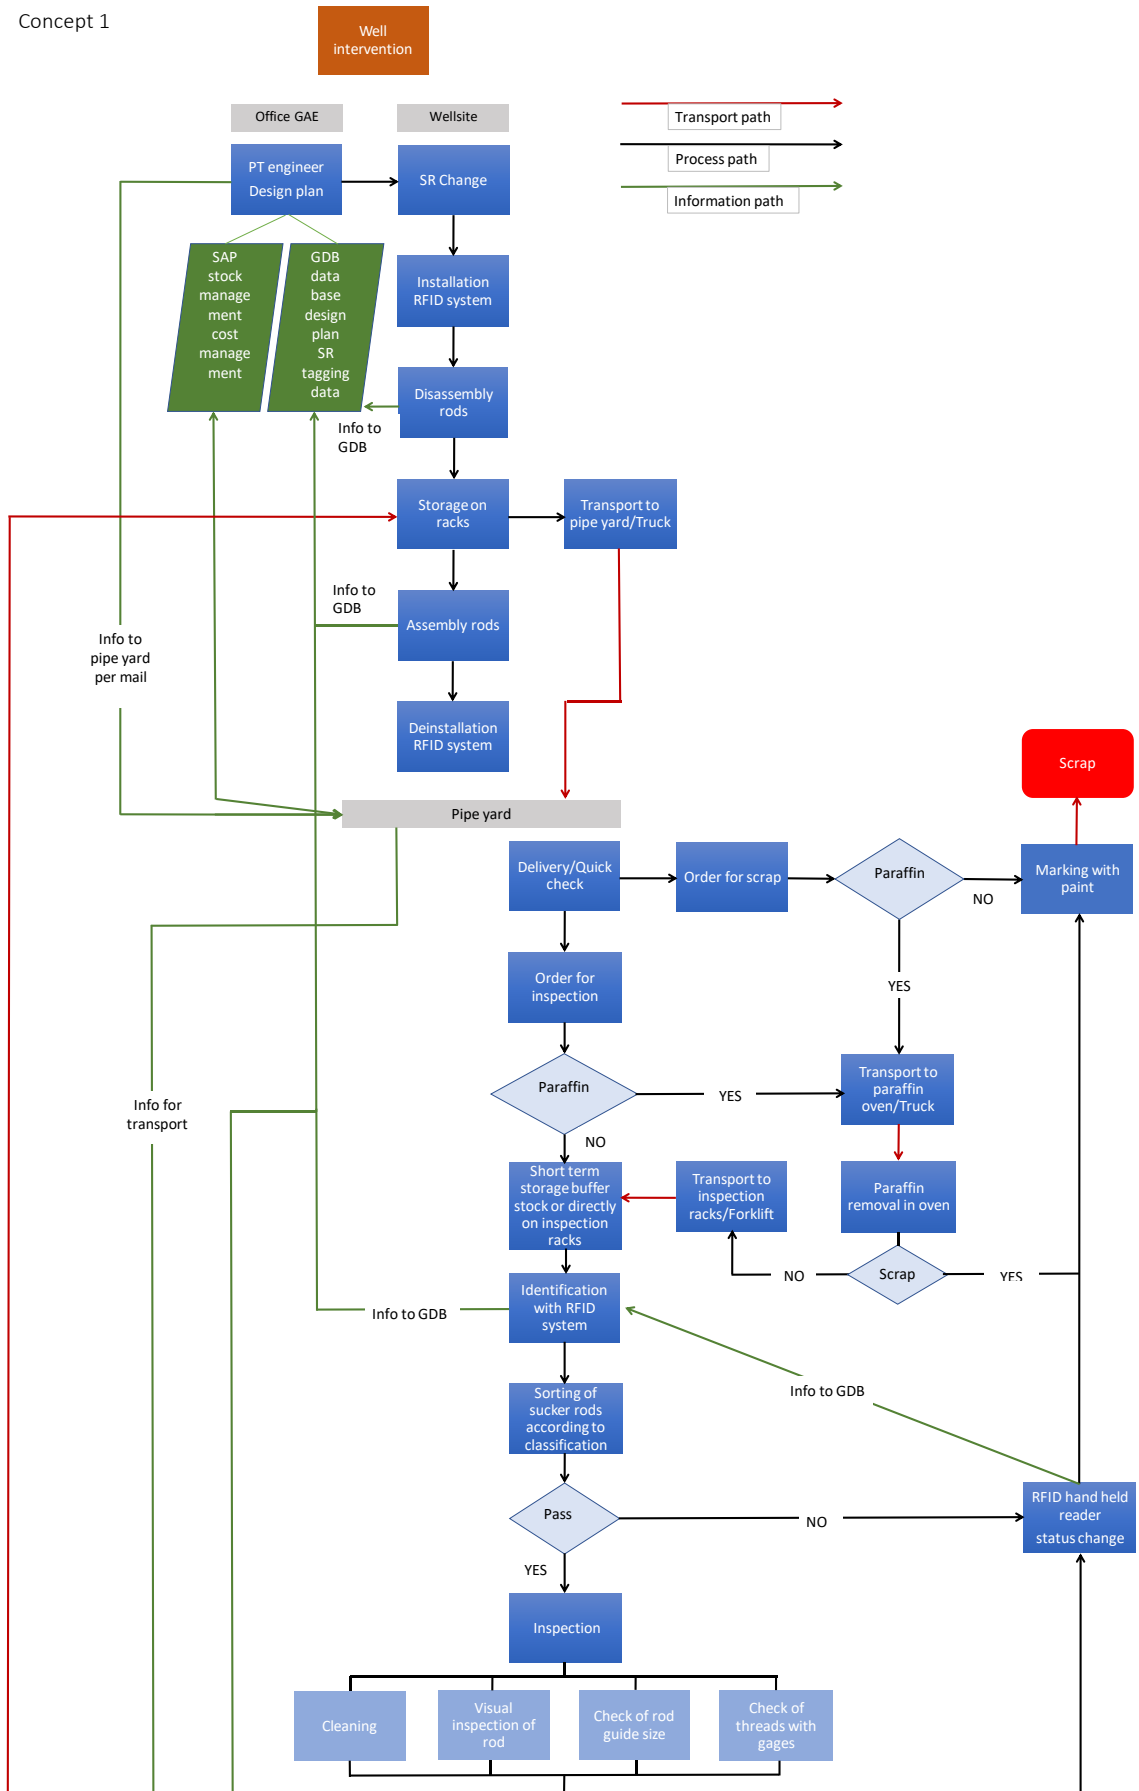 Concept 1
Well
intervention
Office GAE
Wellsite
Transport path
Process path
Information path
PT engineer
Design plan
SR Change
SAP
stock
manage
ment
cost
manage
ment
GDB
data
base
design
plan
SR
tagging
data
Installation
RFID system
Disassembly
rods
Info to
GDB
Storage on
racks
Transport to
pipe yard/Truck
Info to
GDB
Assembly rods
Info to
pipe yard
per mail
Deinstallation
RFID system
Scrap
Pipe yard
Delivery/Quick
check
Order for scrap
Paraffin
NO
Marking with
paint
Order for
inspection
YES
Paraffin
YES
Transport to
paraffin
oven/Truck
Info for
transport
NO
Short term
storage buffer
stock or directly
on inspection
racks
Transport to
inspection
racks/Forklift
Paraffin
removal in oven
NO
Scrap
YES
Identification
with RFID
system
Info to GDB
Info to GDB
Sorting of
sucker rods
according to
classification
Pass
NO
RFID hand held
reader
status change
YES
Inspection
Cleaning
Visual
inspection of
rod
Check of rod
guide size
Check of
threads with
gages